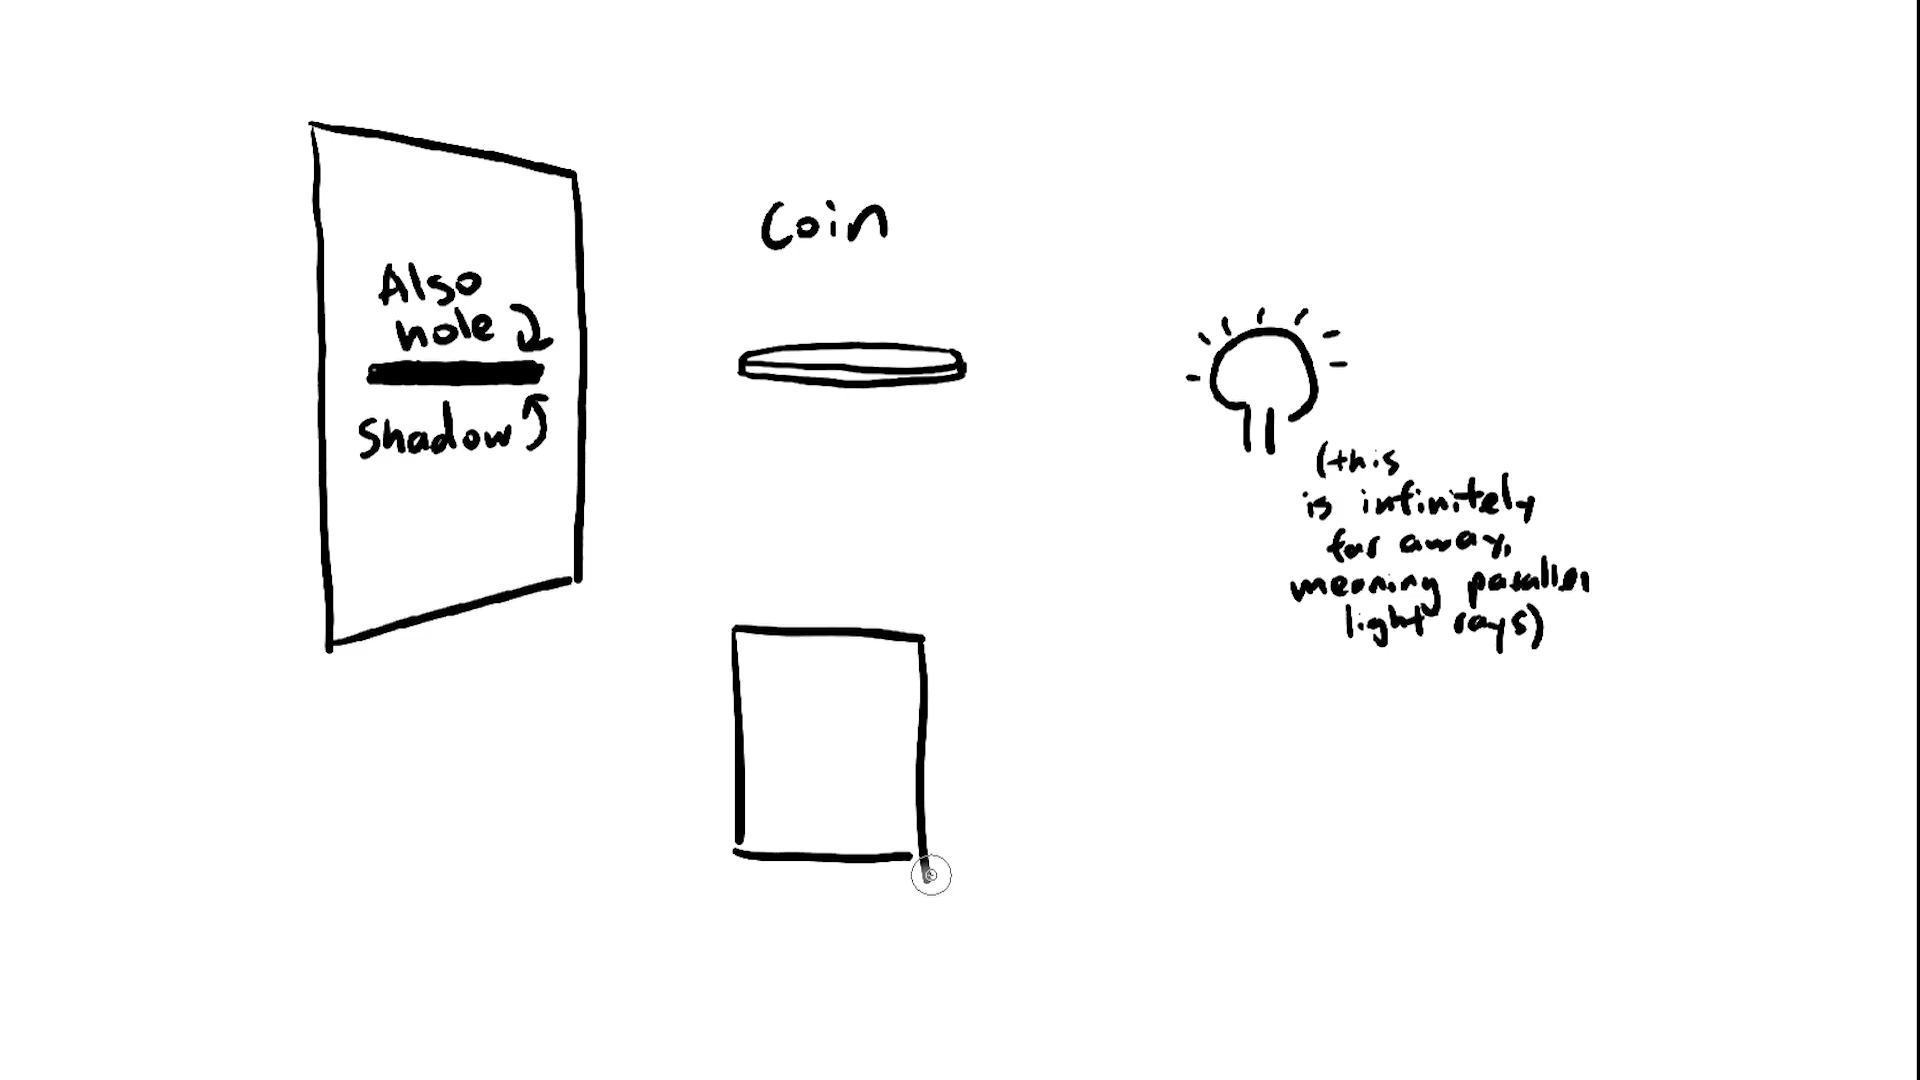 Also
hole
Shadow
Coin
(this
is infinitely
far away,
meaning parallel
light rays)